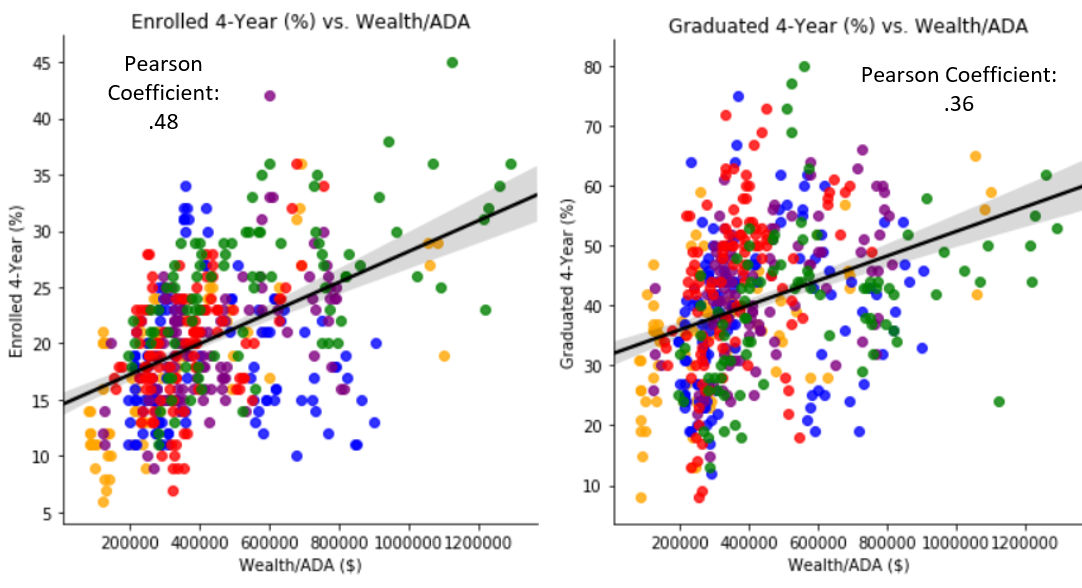 Enrolled 4-Year (%) vs. Wealth/ADA
Pearson
Coefficient:
.48
Enrolled 4-Year (%)
45
40
35
30
25
20
15
10
5
200000 400000 600000 800000 1000000 1200000
Wealth/ADA ($)
Graduated 4-Year (%) vs. Wealth/ADA
Pearson Coefficient:
.36
Graduated 4-Year (%)
80
70
60
50
40
30
20
10
200000 400000 600000 800000 1000000 1200000
Wealth/ADA ($)